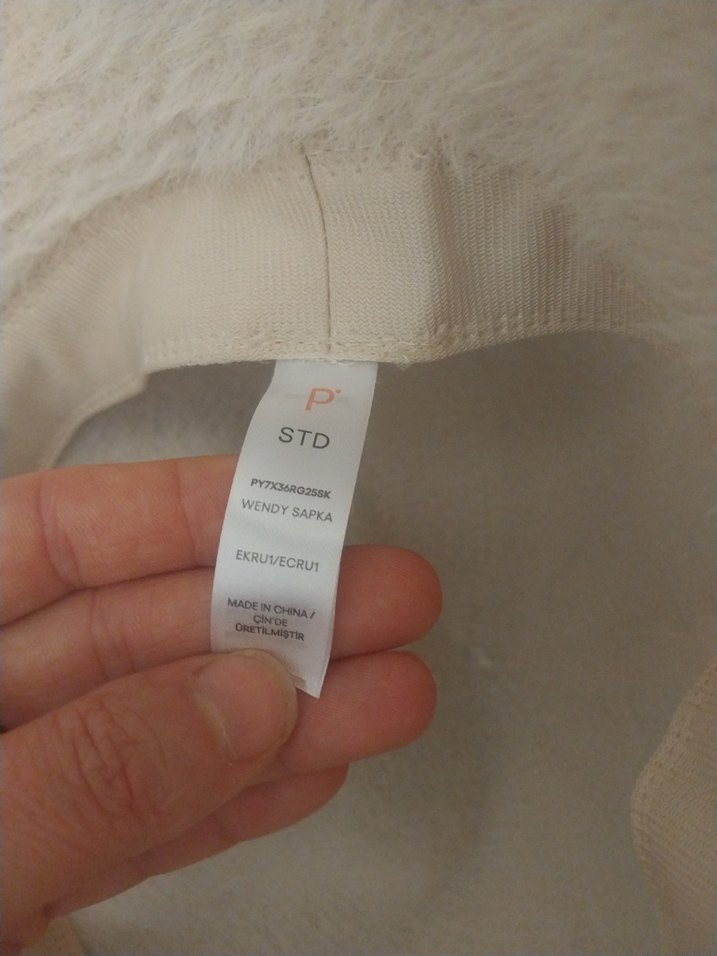 P
STD
PY7X36RG25SK
WENDY SAPKA
EKRU1/ECRU1
MADE IN CHINA /
ÇİN'DE
ÜRETİLMİŞTİR